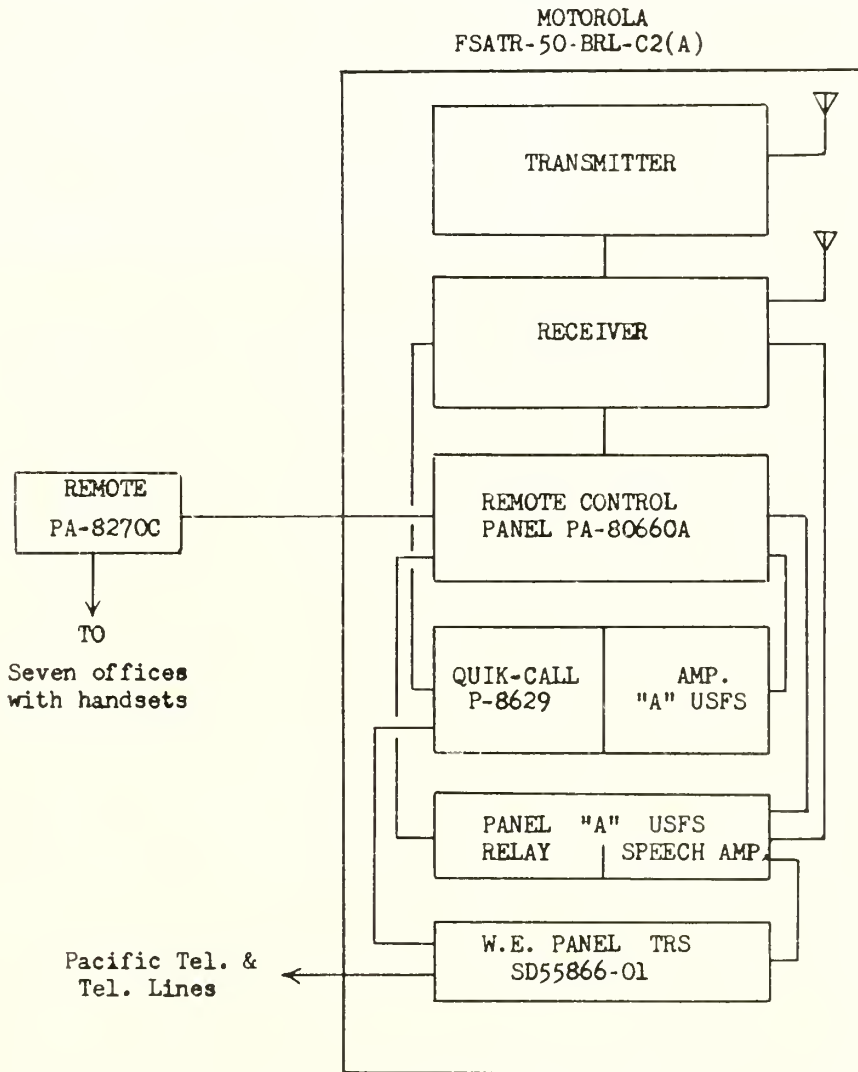 MOTOROLA
FSATR-50-BRL-C2(A)
TRANSMITTER
RECEIVER
REMOTE
PA-8270C
TO
Seven offices
with handsets
REMOTE CONTROL
PANEL PA-80660A
QUIK-CALL
P-8629
AMP.
"A" USFS
PANEL "A" USFS
RELAY SPEECH AMP.
W.E. PANEL TRS
SD55866-01
Pacific Tel. &
Tel. Lines